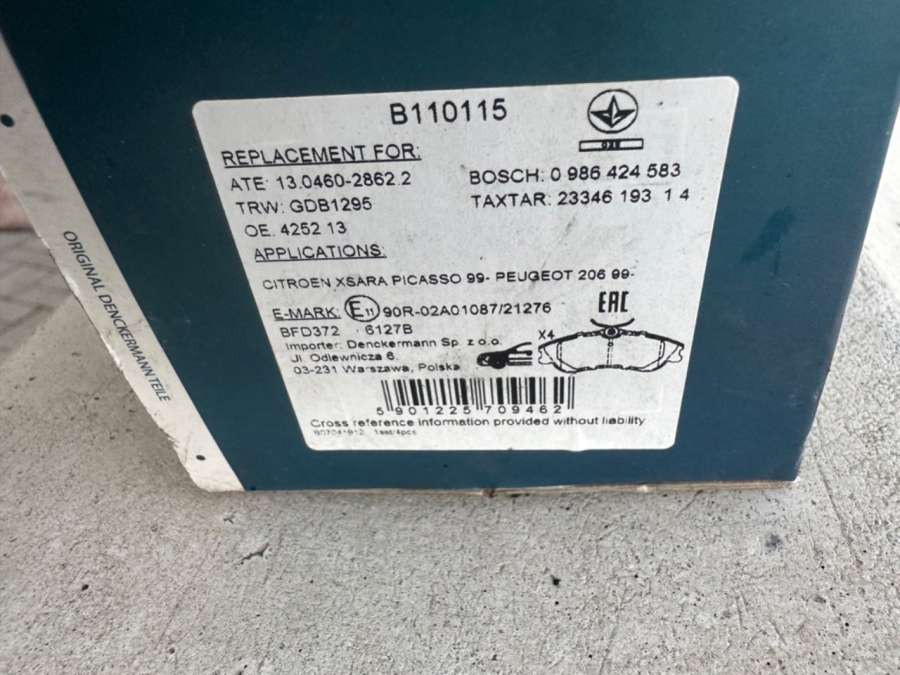 B110115
REPLACEMENT FOR:
ATE: 13.0460-2862.2 BOSCH: 0 986 424 583
TRW: GDB1295 TAXTAR: 23346 193 1 4
OE. 4252 13
APPLICATIONS:
CITROEN XSARA PICASSO 99- PEUGEOT 206 99-
E-MARK: E11 90R-02A01087/21276 EAC
BFD372 6127B
Importer: Denckermann Sp. z o.o. X4
Jl. Odlewnicza 6.
03-231 Warszawa, Polska
5 901225 709462
Cross reference information provided without liability
1set/4pcs
ORIGINAL DENCKERMANN TEILE